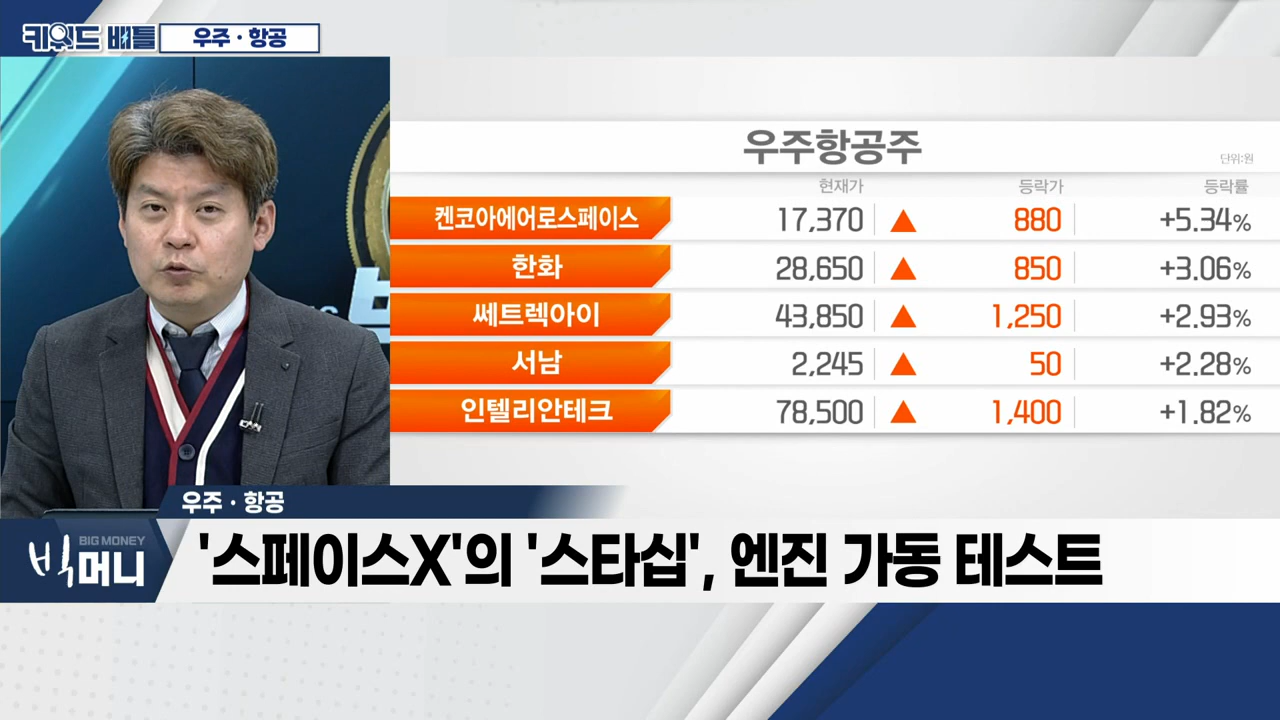 키워드 배틀
우주·항공
우주항공주
단위:원
현재가 등락가 등락률
켄코아에어로스페이스 17,370 ▲ 880 +5.34%
한화 28,650 ▲ 850 +3.06%
쎄트렉아이 43,850 ▲ 1,250 +2.93%
서남 2,245 ▲ 50 +2.28%
인텔리안테크 78,500 ▲ 1,400 +1.82%
우주·항공
BIG MONEY
빅머니
'스페이스X'의 '스타십', 엔진 가동 테스트